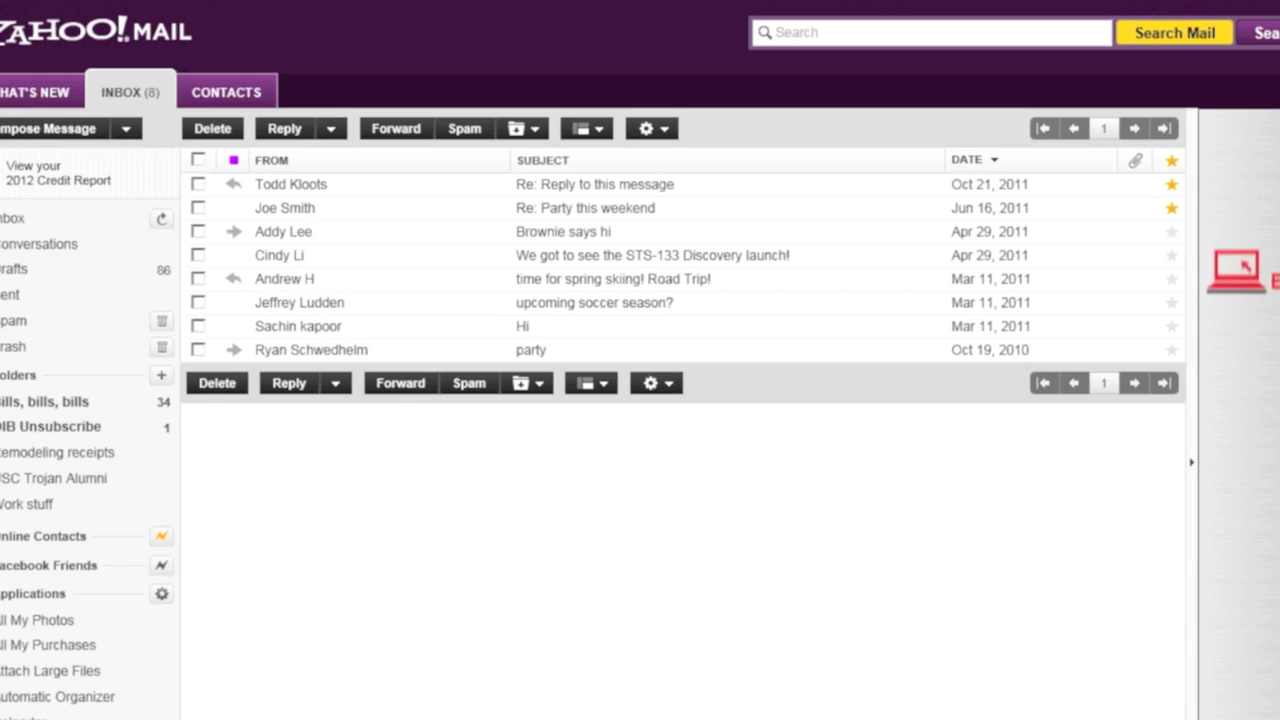 YAHOO! MAIL
Search
Search Mail
Sea
HAT'S NEW
INBOX (8)
CONTACTS
mpose Message
Delete
Reply
Forward
Spam
1
View your
2012 Credit Report
FROM
SUBJECT
DATE
Todd Kloots Re: Reply to this message Oct 21, 2011
Joe Smith Re: Party this weekend Jun 16, 2011
Addy Lee Brownie says hi Apr 29, 2011
Cindy Li We got to see the STS-133 Discovery launch! Apr 29, 2011
Andrew H time for spring skiing! Road Trip! Mar 11, 2011
Jeffrey Ludden upcoming soccer season? Mar 11, 2011
Sachin kapoor Hi Mar 11, 2011
Ryan Schwedhelm party Oct 19, 2010
Delete
Reply
Forward
Spam
1
nbox
onversations
rafts 86
ent
pam
rash
olders
ills, bills, bills 34
IB Unsubscribe 1
emodeling receipts
SC Trojan Alumni
ork stuff
nline Contacts
acebook Friends
pplications
ll My Photos
ll My Purchases
ttach Large Files
utomatic Organizer